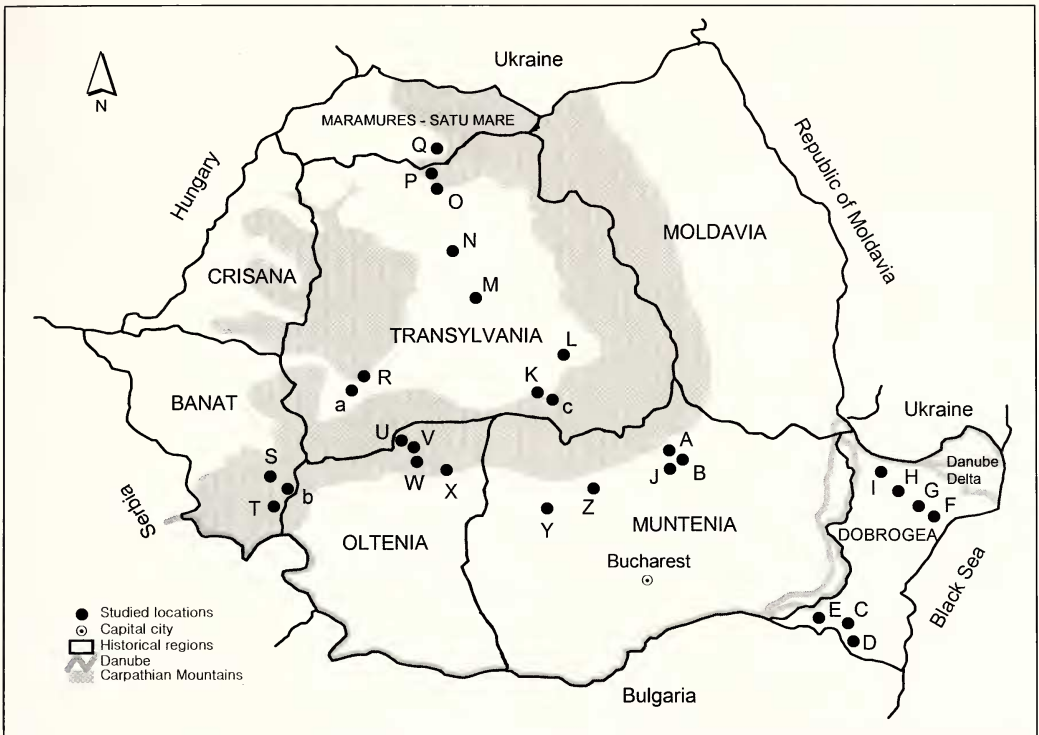 Ukraine
N
MARAMURES - SATU MARE
Q
P
O
Hungary
Republic of Moldavia
N
MOLDAVIA
CRISANA
M
TRANSYLVANIA
L
R
K
BANAT
a
c
Ukraine
U
V
A
S
W
X
J
B
Danube
Delta
I
H
b
G
T
Z
F
Serbia
Y
MUNTENIA
DOBROGEA
OLTENIA
Bucharest
Black Sea
E
C
D
Studied locations
Capital city
Historical regions
Danube
Carpathian Mountains
Bulgaria